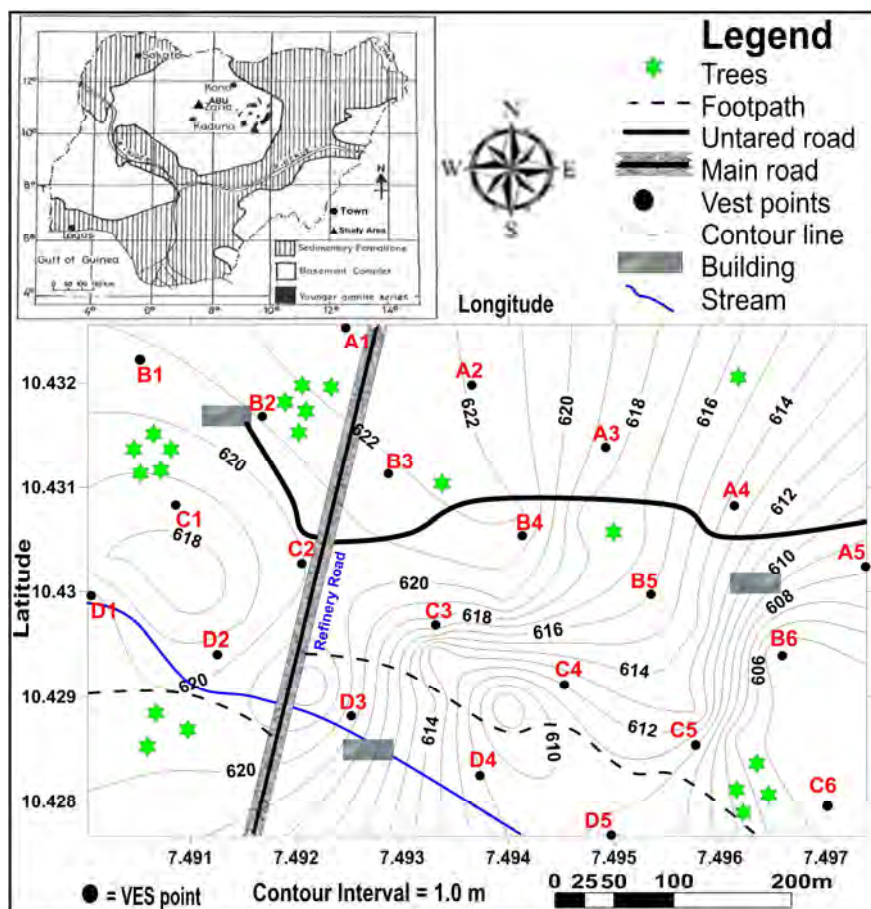 Legend
Trees
Footpath
Untared road
Main road
Vest points
Contour line
Building
Stream
N
W E
S
Sokoto
Kano
ABU
Zaria
Kaduna
Lagos
Gulf of Guinea
N
Town
Study Area
Sedimentary Formations
Basement Complex
Younger granite series
12°
10°
8°
6°
4°
4° 6° 8° 10° 12° 14°
Longitude
Latitude
10.432
10.431
10.43
10.429
10.428
A1
B1
A2
B2
A3
B3
A4
C1
B4
A5
C2
B5
D1
C3
B6
D2
C4
D3
C5
D4
C6
D5
622
620
618
616
614
612
610
608
606
622
620
618
620
618
616
614
612
610
614
620
620
Refinery Road
7.491 7.492 7.493 7.494 7.495 7.496 7.497
= VES point
Contour Interval = 1.0 m
0 25 50 100 200m